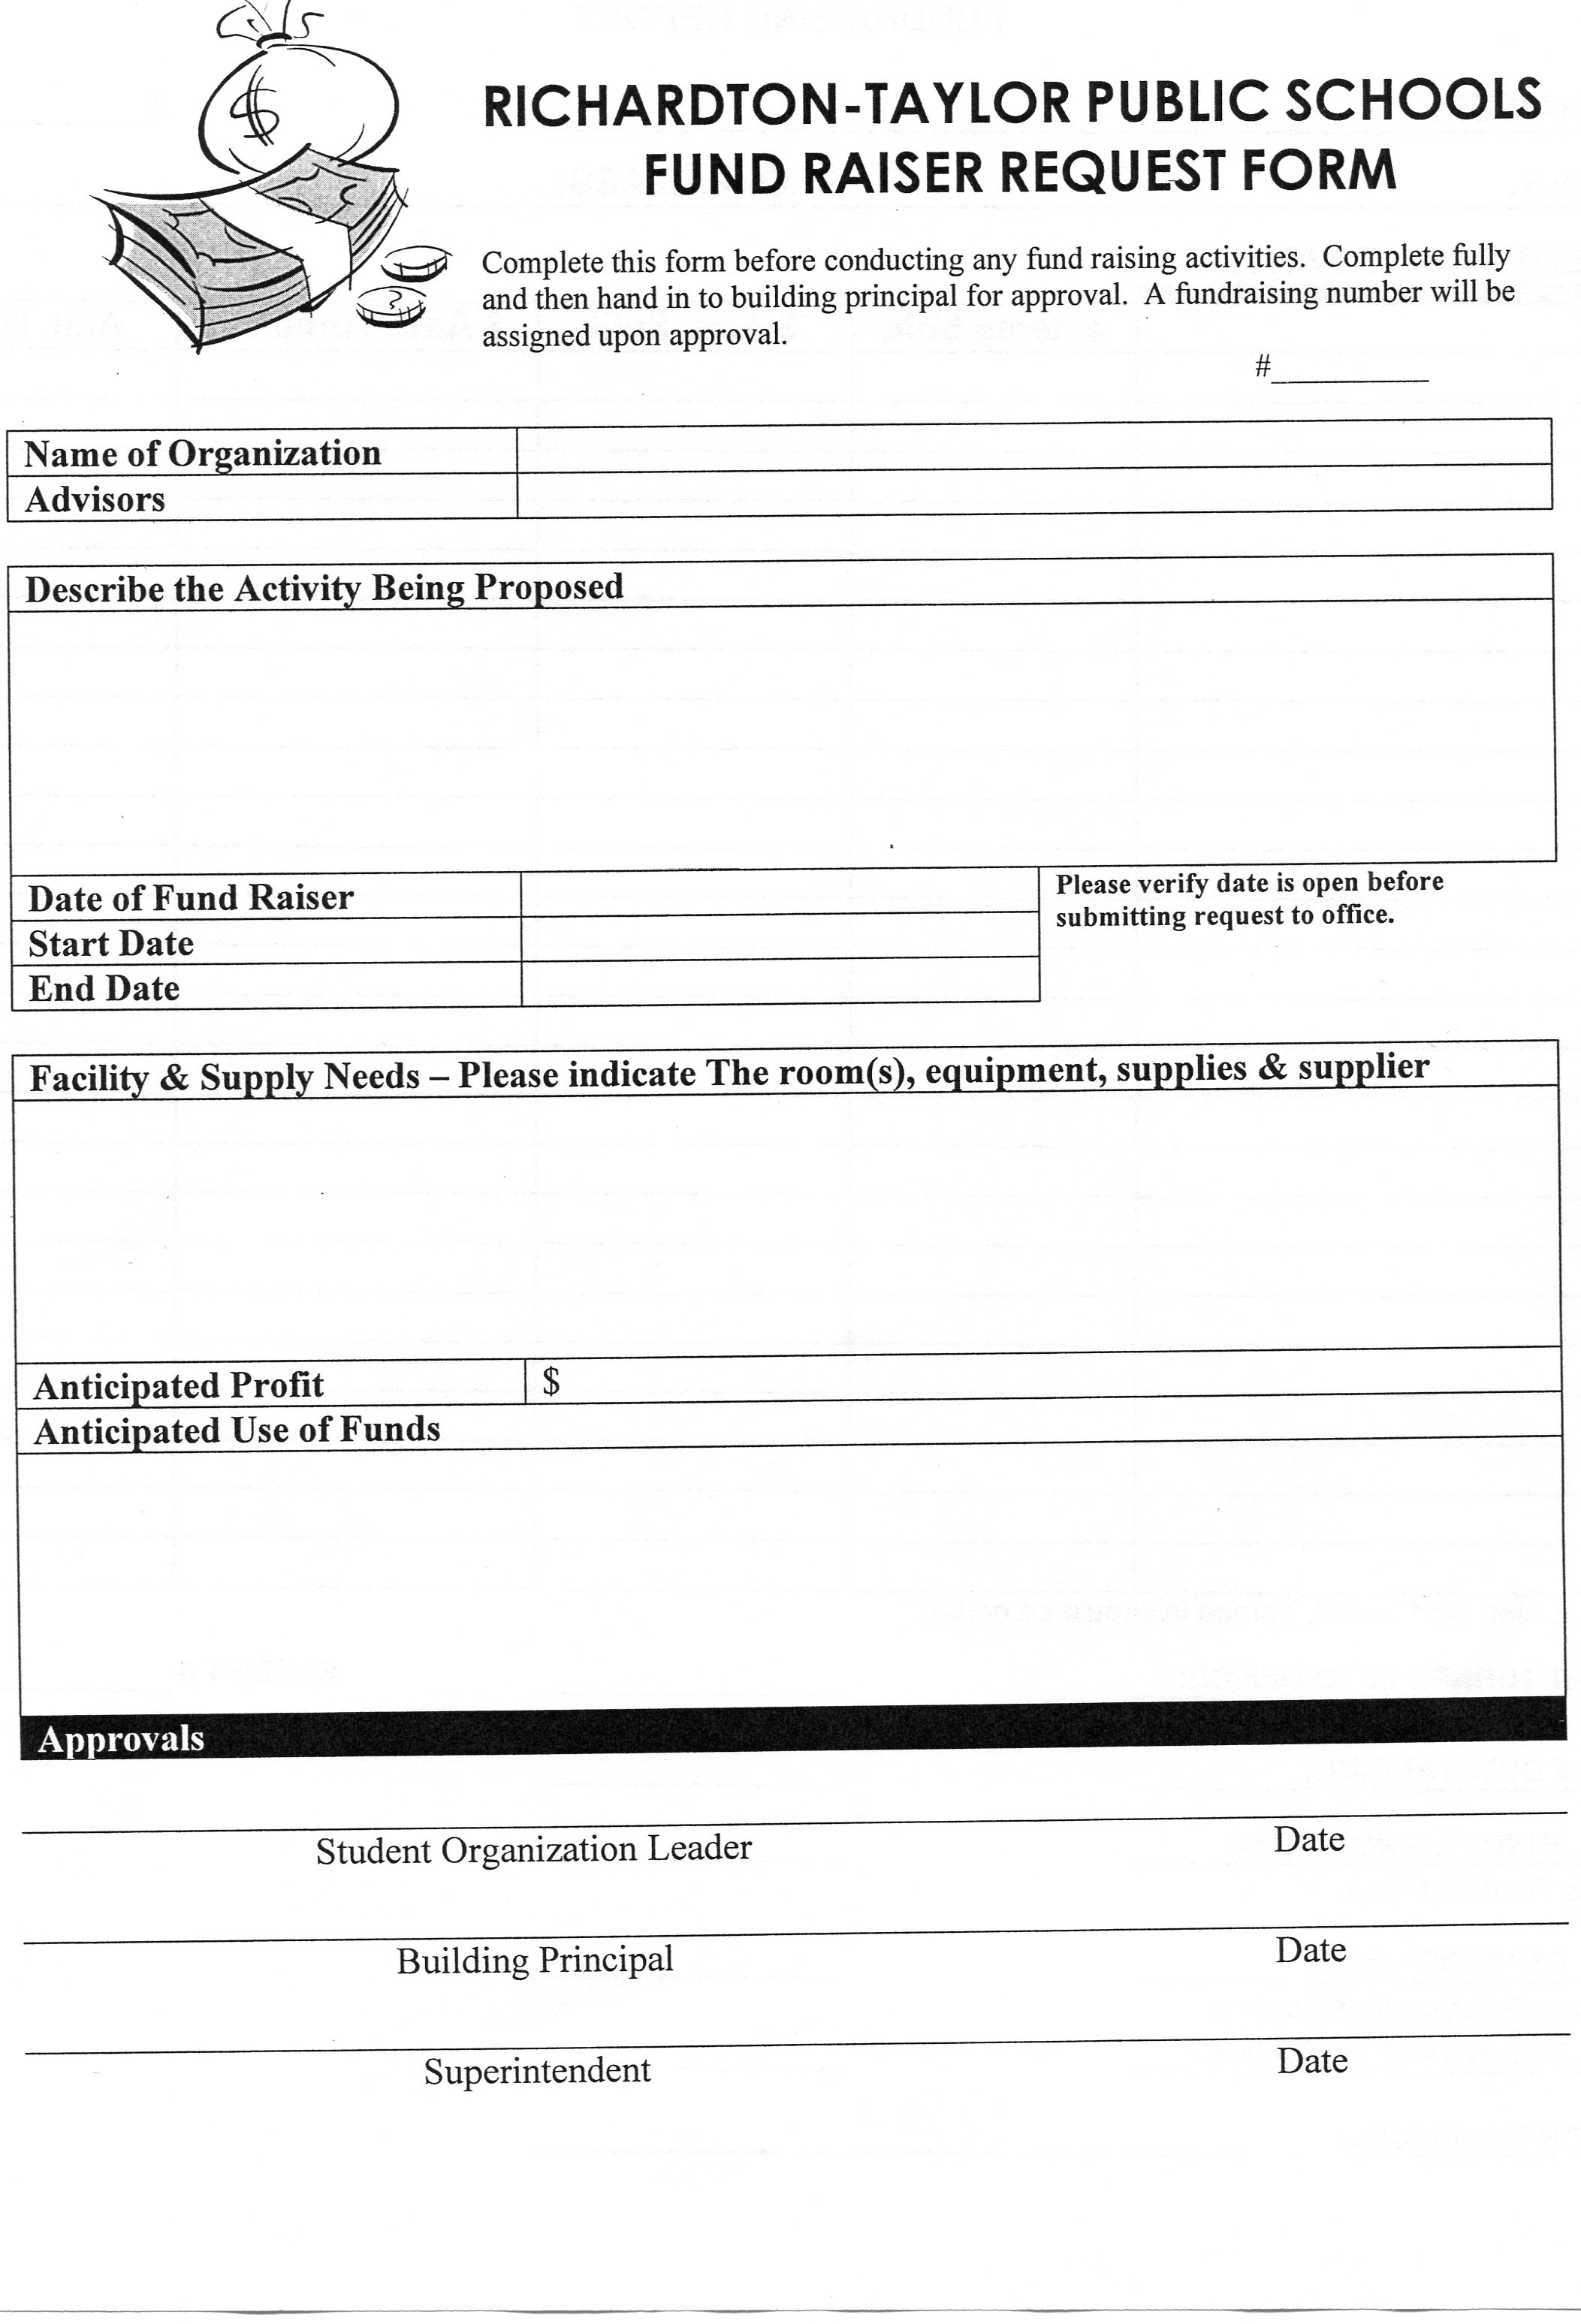 RICHARDTON-TAYLOR PUBLIC SCHOOLS
FUND RAISER REQUEST FORM
Complete this form before conducting any fund raising activities. Complete fully
and then hand in to building principal for approval. A fundraising number will be
assigned upon approval.
#__________
Name of Organization
Advisors
Describe the Activity Being Proposed
Date of Fund Raiser
Please verify date is open before
submitting request to office.
Start Date
End Date
Facility & Supply Needs – Please indicate The room(s), equipment, supplies & supplier
Anticipated Profit $
Anticipated Use of Funds
Approvals
Student Organization Leader Date
Building Principal Date
Superintendent Date